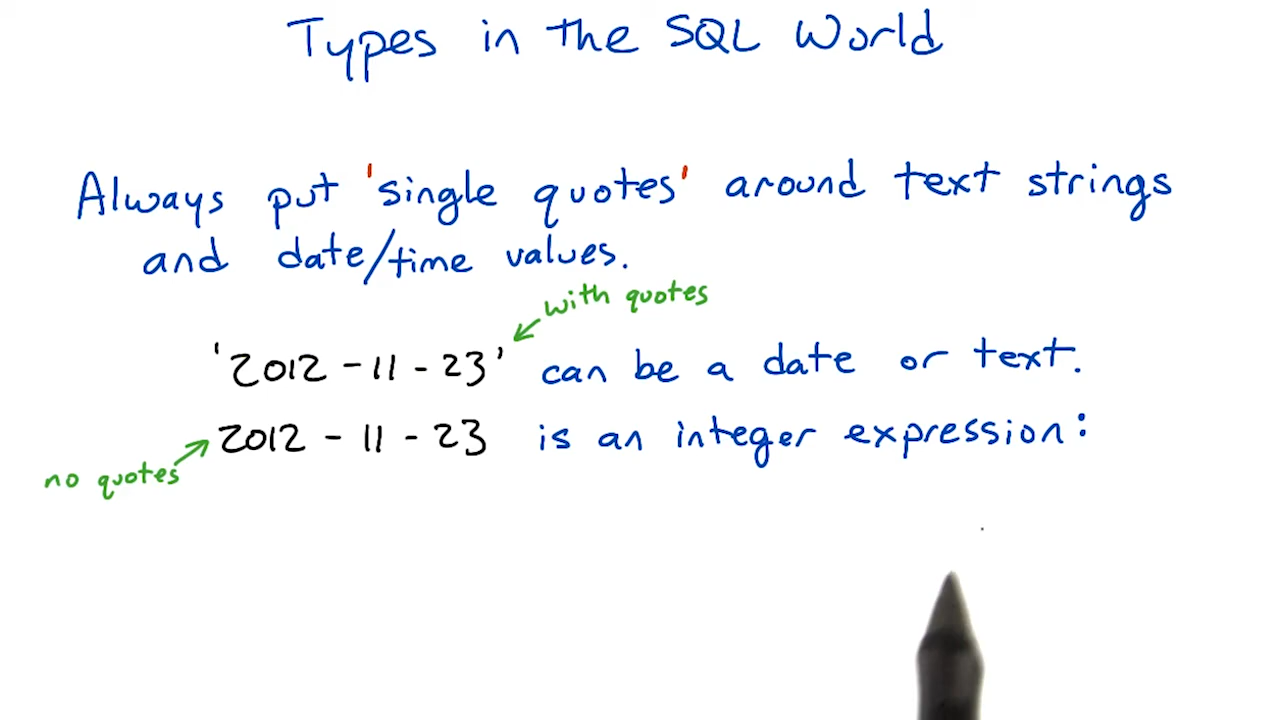 Types in the SQL World
Always put 'single quotes' around text strings
and date/time values.
with quotes
'2012-11-23' can be a date or text.
2012 - 11 - 23 is an integer expression:
no quotes